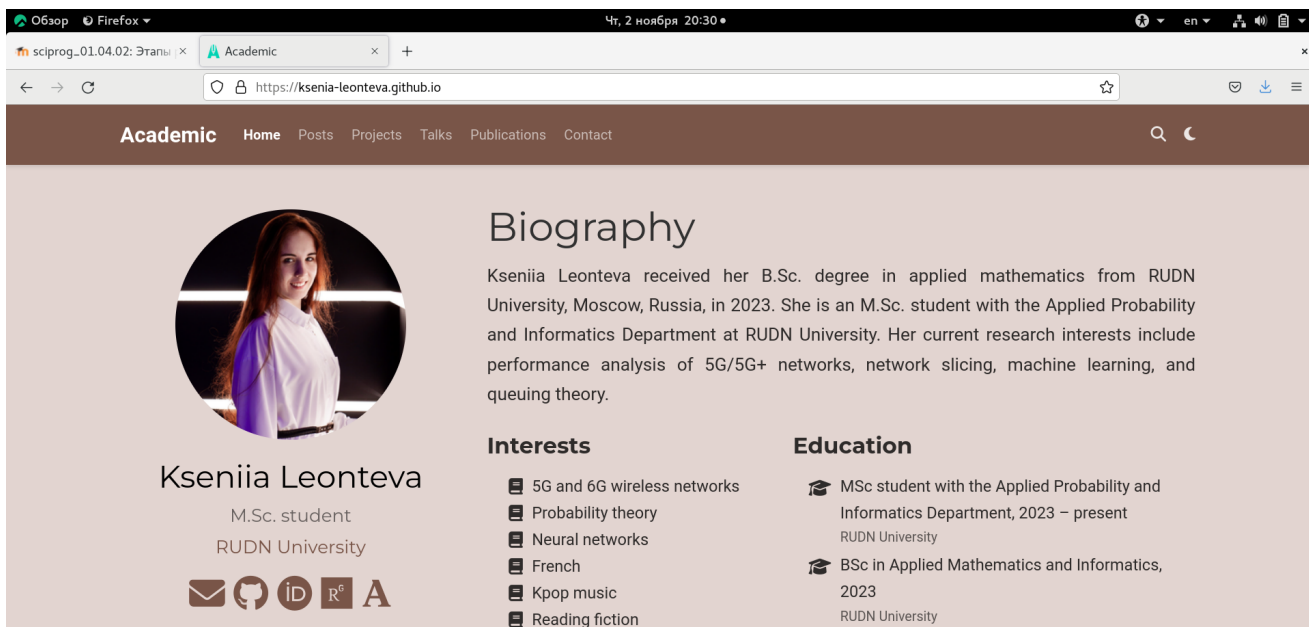 Обзор Firefox Чт, 2 ноября 20:30 en
sciprog_01.04.02: Этапы Academic
https://ksenia-leonteva.github.io
Academic Home Posts Projects Talks Publications Contact
Biography
Kseniia Leonteva received her B.Sc. degree in applied mathematics from RUDN
University, Moscow, Russia, in 2023. She is an M.Sc. student with the Applied Probability
and Informatics Department at RUDN University. Her current research interests include
performance analysis of 5G/5G+ networks, network slicing, machine learning, and
queuing theory.
Kseniia Leonteva
M.Sc. student
RUDN University
iD RG A
Interests
5G and 6G wireless networks
Probability theory
Neural networks
French
Kpop music
Reading fiction
Education
MSc student with the Applied Probability and
Informatics Department, 2023 – present
RUDN University
BSc in Applied Mathematics and Informatics,
2023
RUDN University